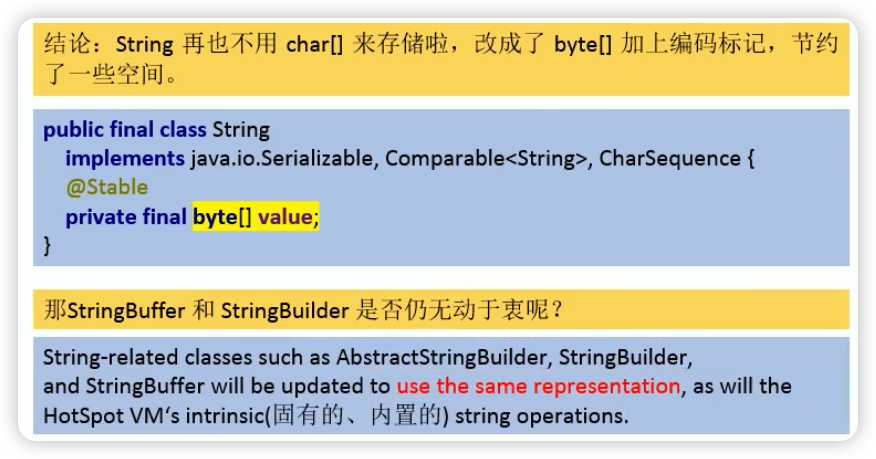 结论：String 再也不用 char[] 来存储啦，改成了 byte[] 加上编码标记，节约
了一些空间。
public final class String
implements java.io.Serializable, Comparable<String>, CharSequence {
@Stable
private final byte[] value;
}
那StringBuffer 和 StringBuilder 是否仍无动于衷呢？
String-related classes such as AbstractStringBuilder, StringBuilder,
and StringBuffer will be updated to use the same representation, as will the
HotSpot VM‘s intrinsic(固有的、内置的) string operations.